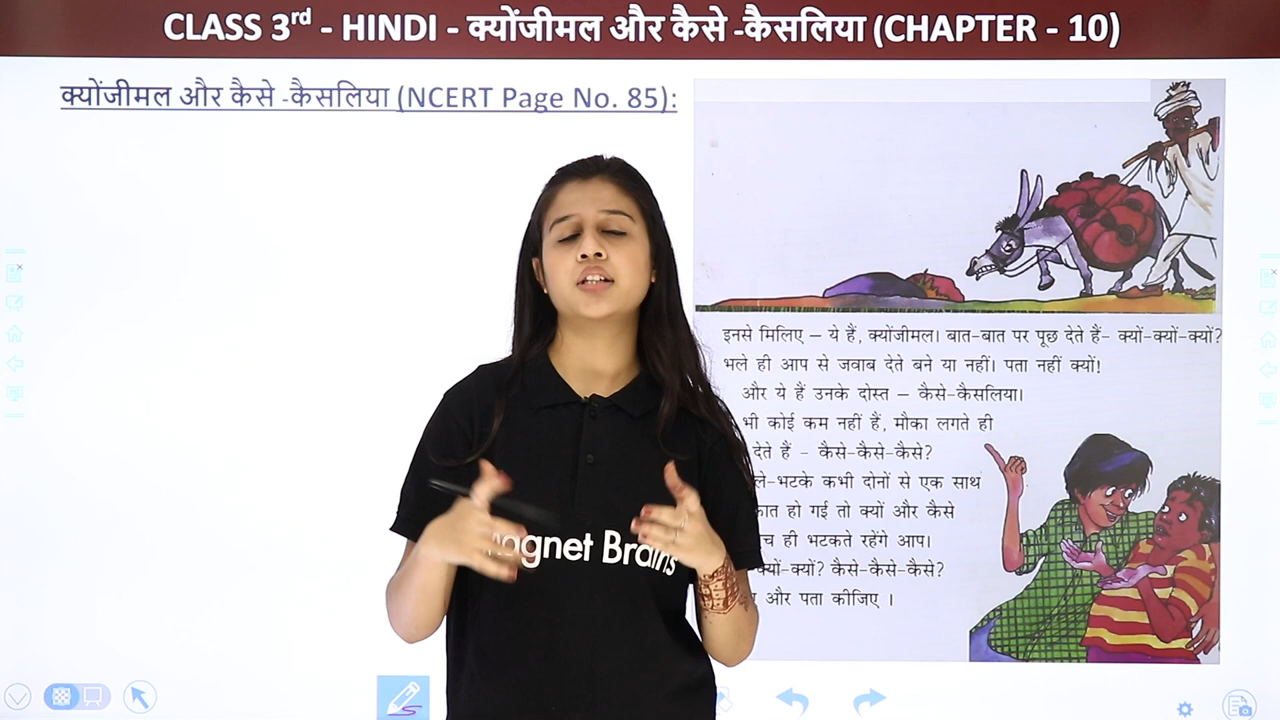 CLASS 3rd - HINDI - क्योंजीमल और कैसे -कैसलिया (CHAPTER - 10)
क्योंजीमल और कैसे -कैसलिया (NCERT Page No. 85):
इनसे मिलिए – ये हैं, क्योंजीमल। बात-बात पर पूछ देते हैं- क्यों-क्यों-क्यों?
भले ही आप से जवाब देते बने या नहीं। पता नहीं क्यों!
और ये हैं उनके दोस्त – कैसे-कैसलिया।
भी कोई कम नहीं हैं, मौका लगते ही
देते हैं - कैसे-कैसे-कैसे?
ले-भटके कभी दोनों से एक साथ
कात हो गई तो क्यों और कैसे
च ही भटकते रहेंगे आप।
क्यों-क्यों? कैसे-कैसे-कैसे?
और पता कीजिए ।
agnet Brains